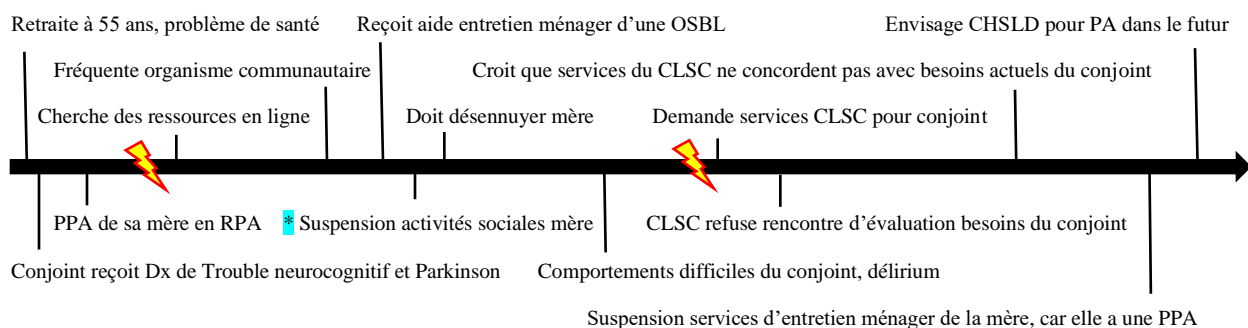 Retraite à 55 ans, problème de santé
Reçoit aide entretien ménager d'une OSBL
Envisage CHSLD pour PA dans le futur
Fréquente organisme communautaire
Croit que services du CLSC ne concordent pas avec besoins actuels du conjoint
Cherche des ressources en ligne
Doit désennuyer mère
Demande services CLSC pour conjoint
PPA de sa mère en RPA
* Suspension activités sociales mère
CLSC refuse rencontre d'évaluation besoins du conjoint
Conjoint reçoit Dx de Trouble neurocognitif et Parkinson
Comportements difficiles du conjoint, délirium
Suspension services d'entretien ménager de la mère, car elle a une PPA